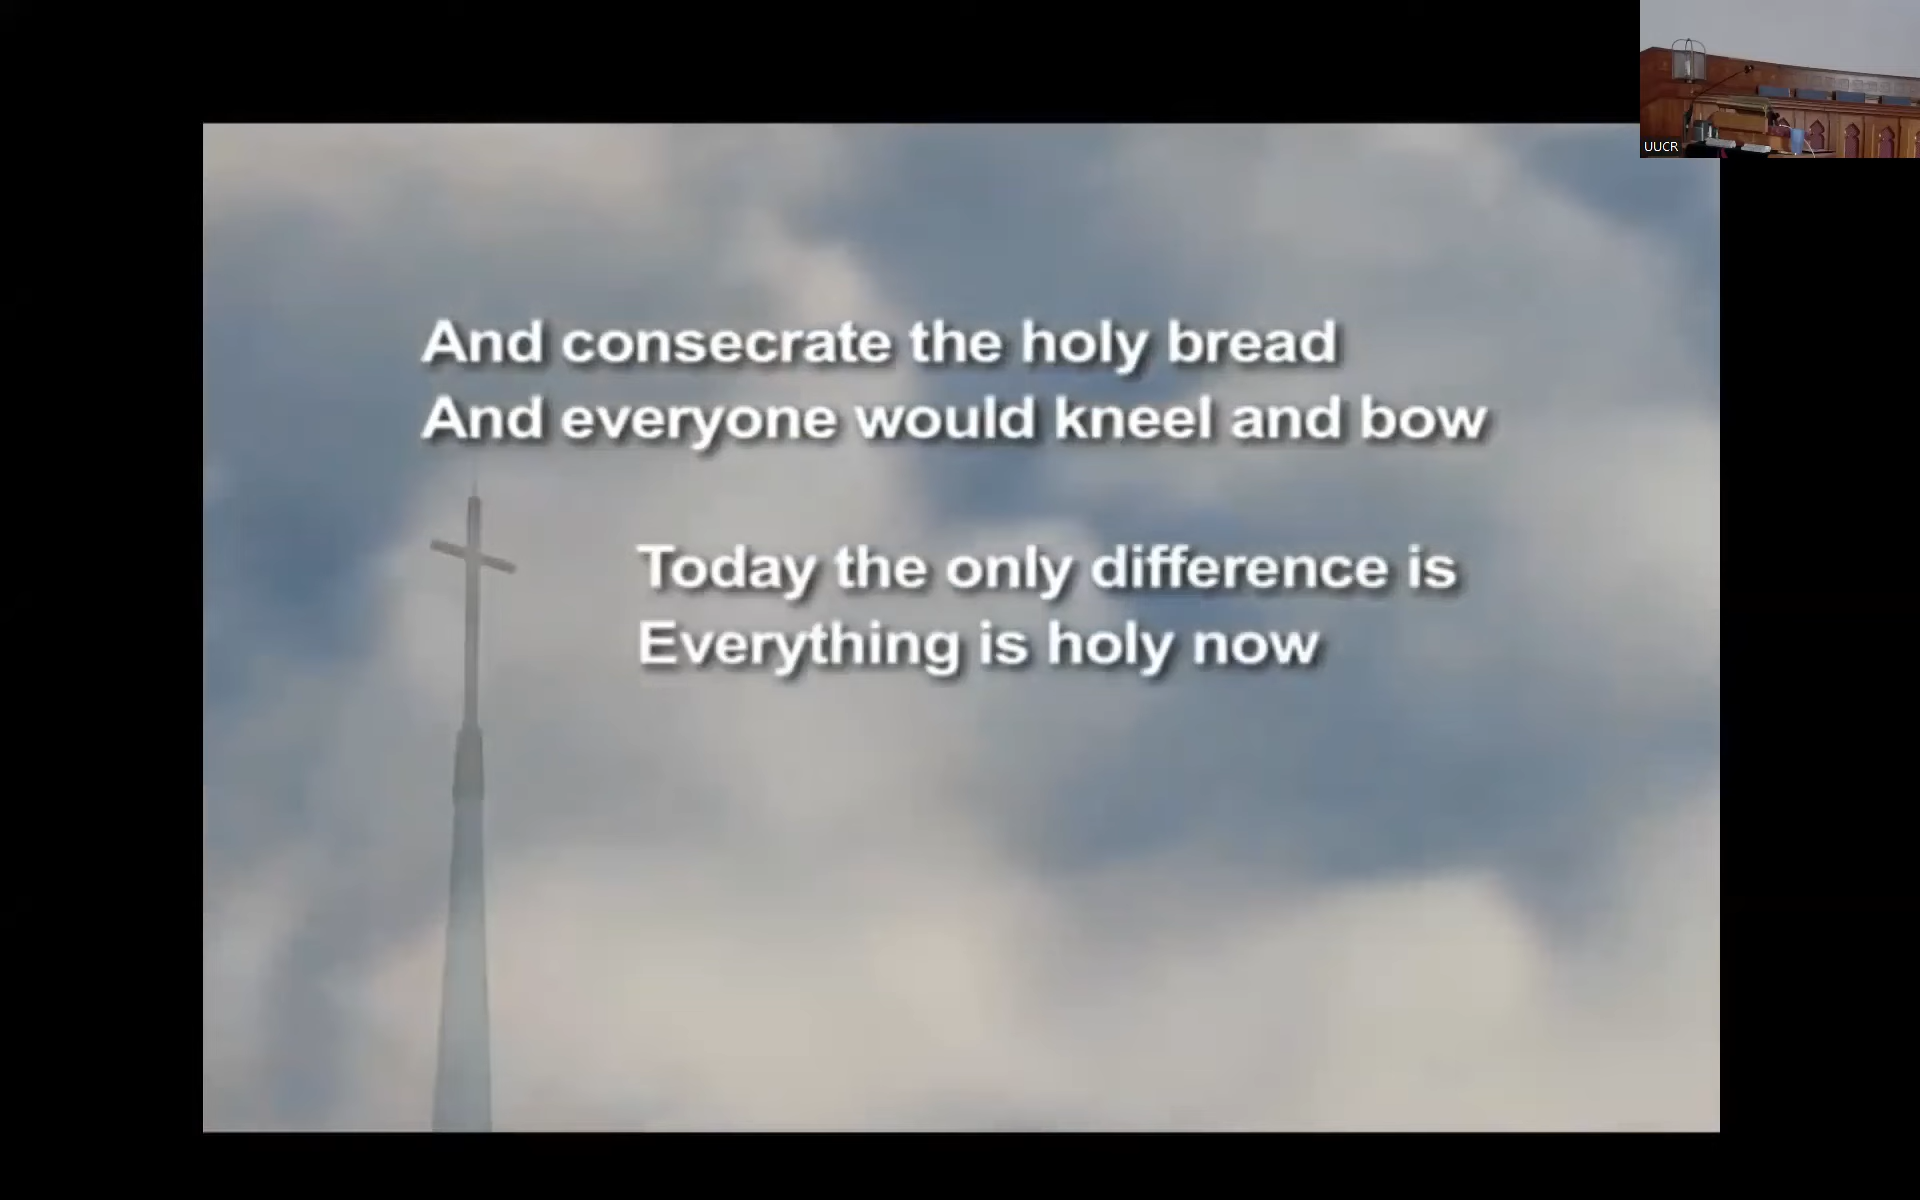 And consecrate the holy bread
And everyone would kneel and bow
Today the only difference is
Everything is holy now
UUCR